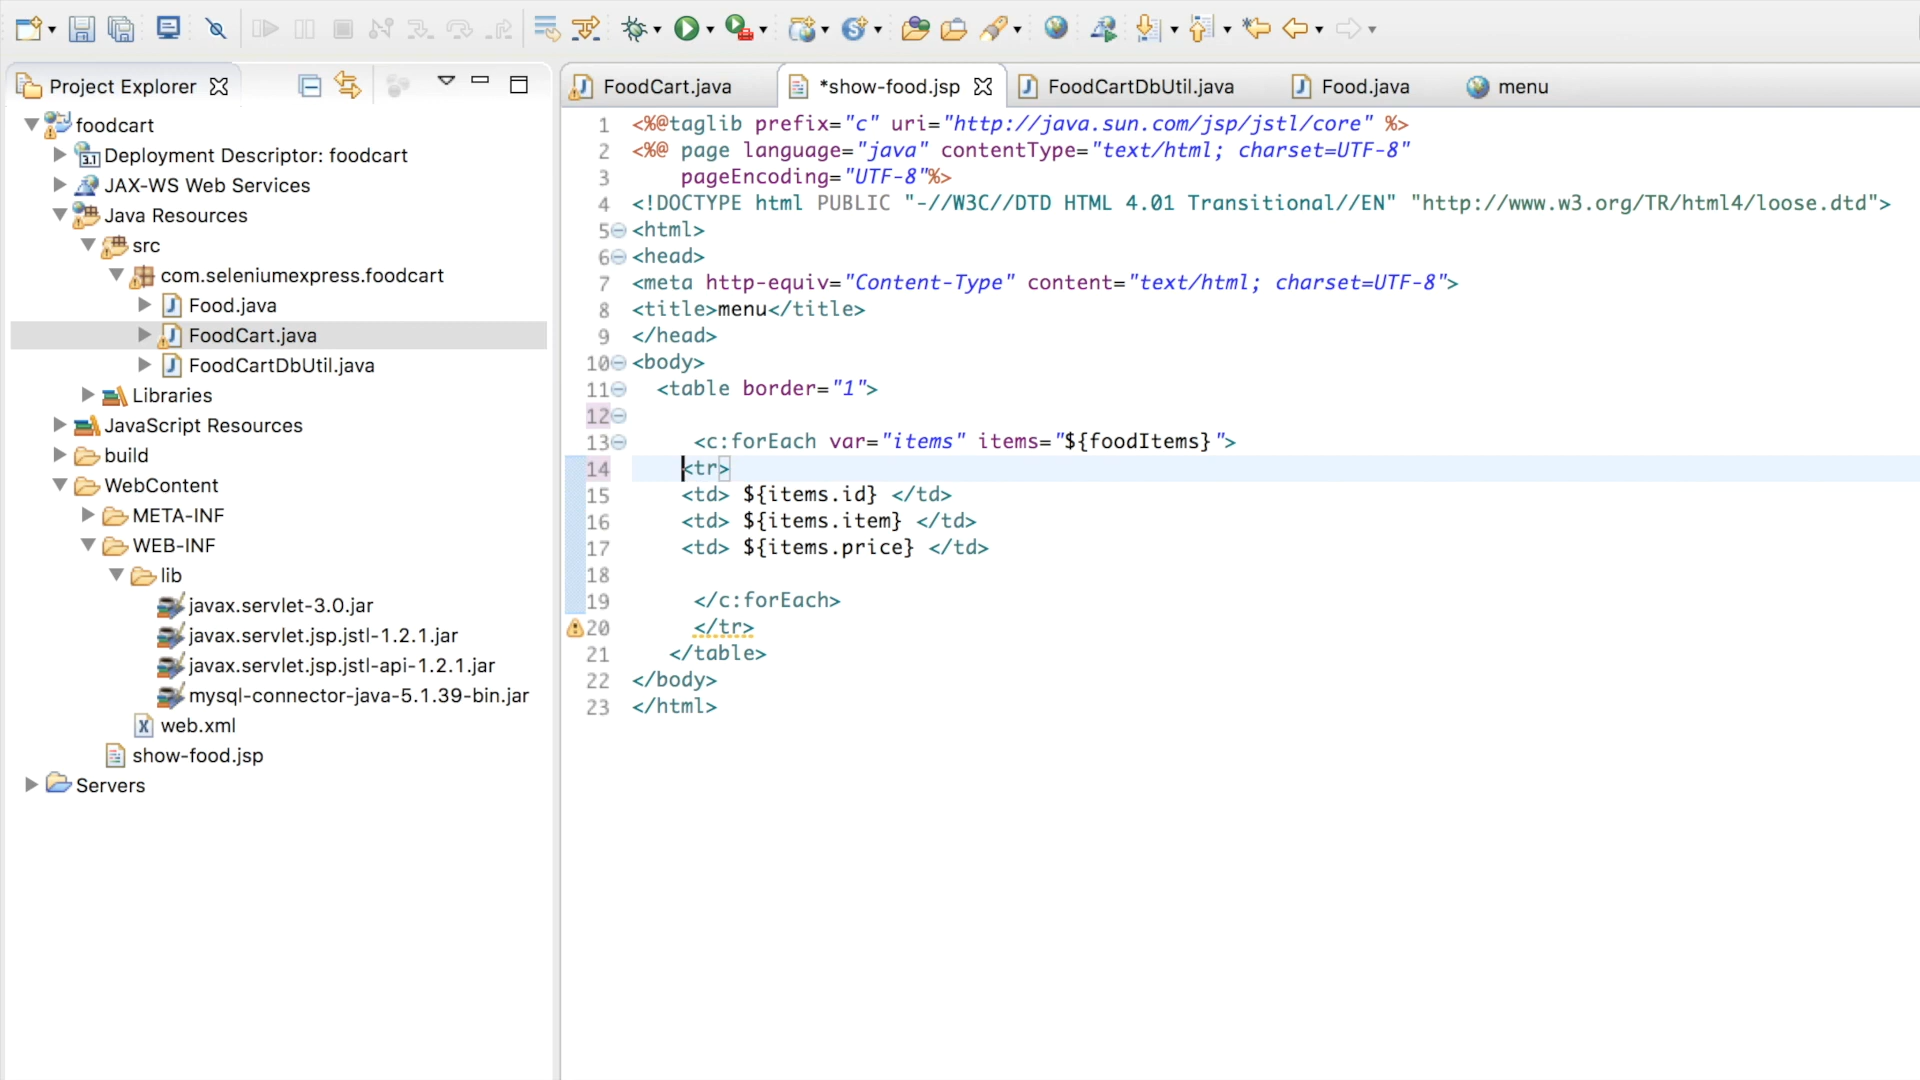 Project Explorer
foodcart
3.1 Deployment Descriptor: foodcart
JAX-WS Web Services
Java Resources
src
com.seleniumexpress.foodcart
Food.java
FoodCart.java
FoodCartDbUtil.java
Libraries
JavaScript Resources
build
WebContent
META-INF
WEB-INF
lib
javax.servlet-3.0.jar
javax.servlet.jsp.jstl-1.2.1.jar
javax.servlet.jsp.jstl-api-1.2.1.jar
mysql-connector-java-5.1.39-bin.jar
web.xml
show-food.jsp
Servers
FoodCart.java *show-food.jsp FoodCartDbUtil.java Food.java menu
1 <%@taglib prefix="c" uri="http://java.sun.com/jsp/jstl/core" %>
2 <%@ page language="java" contentType="text/html; charset=UTF-8"
3 pageEncoding="UTF-8"%>
4 <!DOCTYPE html PUBLIC "-//W3C//DTD HTML 4.01 Transitional//EN" "http://www.w3.org/TR/html4/loose.dtd">
5 <html>
6 <head>
7 <meta http-equiv="Content-Type" content="text/html; charset=UTF-8">
8 <title>menu</title>
9 </head>
10 <body>
11 <table border="1">
12
13 <c:forEach var="items" items="${foodItems}">
14 <tr>
15 <td> ${items.id} </td>
16 <td> ${items.item} </td>
17 <td> ${items.price} </td>
18
19 </c:forEach>
20 </tr>
21 </table>
22 </body>
23 </html>